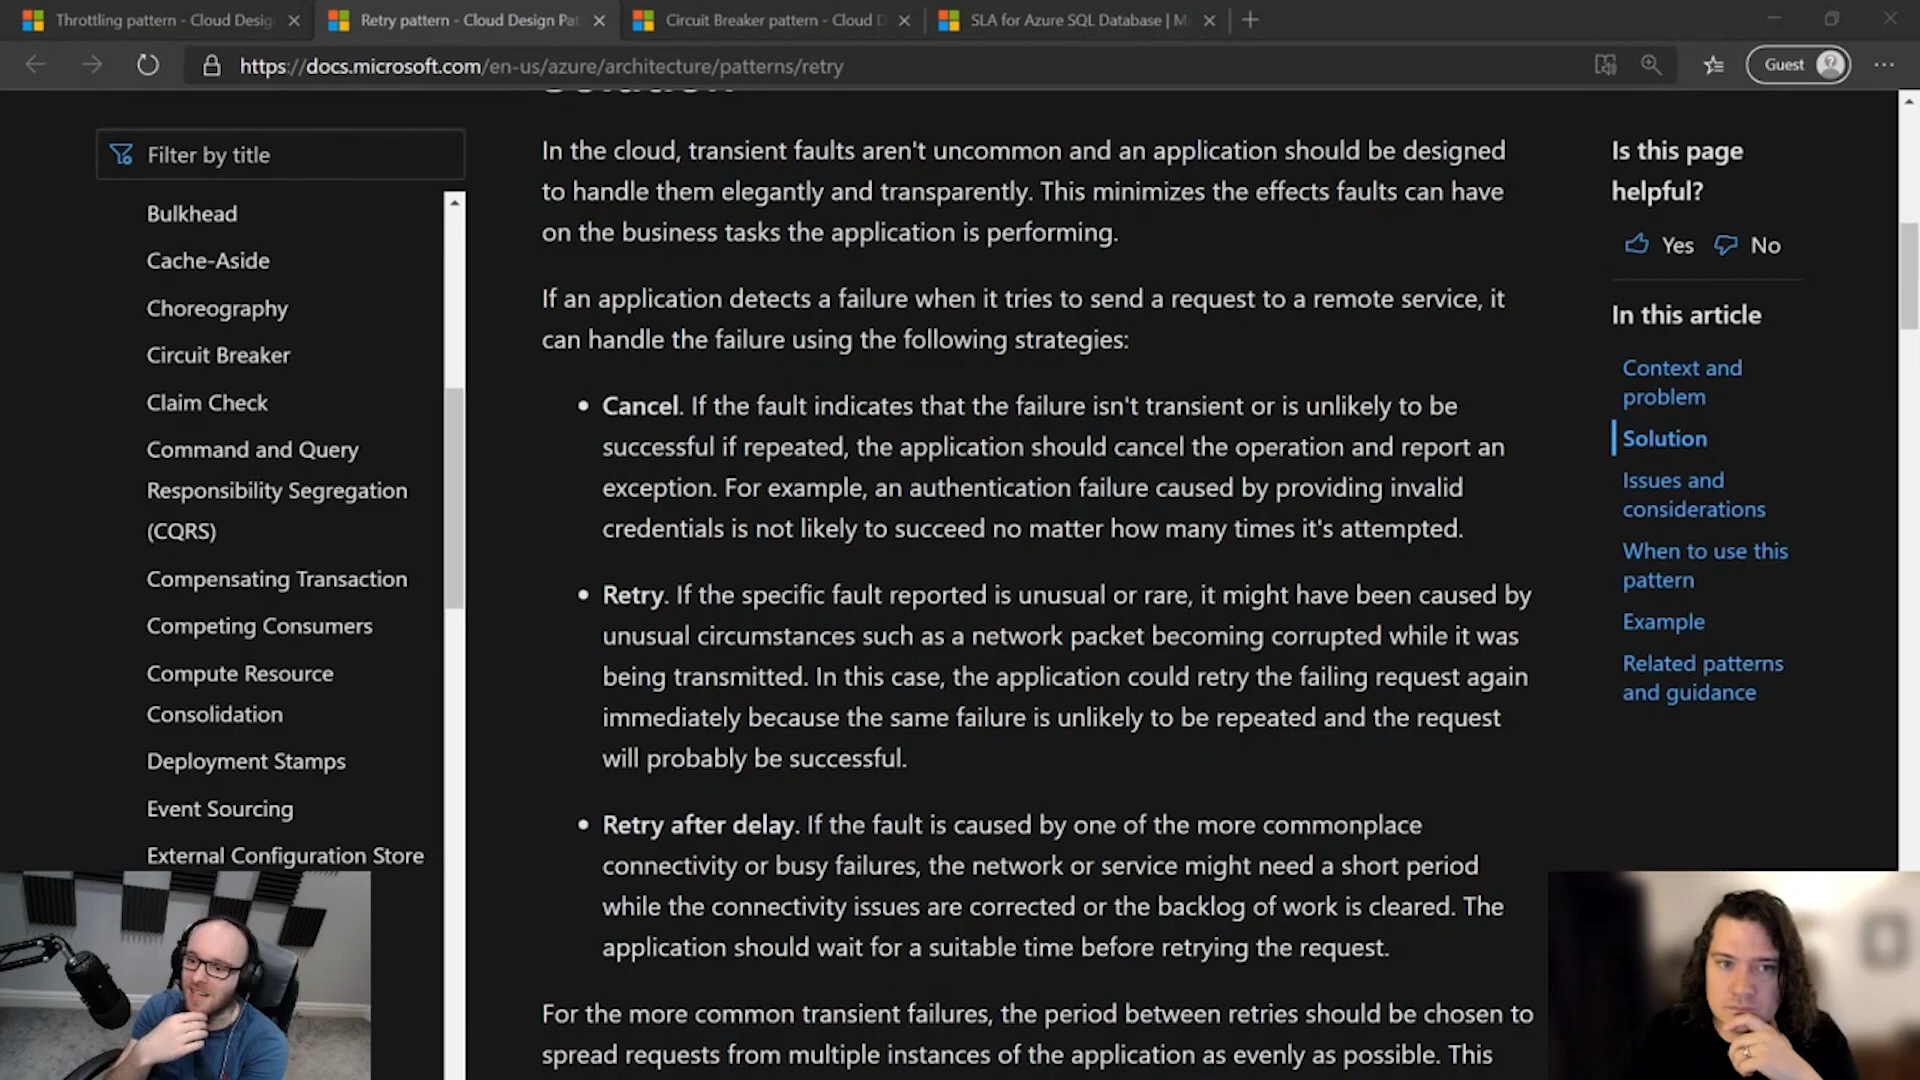 Throttling pattern - Cloud Desig
Retry pattern - Cloud Design Pat
Circuit Breaker pattern - Cloud D
SLA for Azure SQL Database | M
https://docs.microsoft.com/en-us/azure/architecture/patterns/retry
Guest
Filter by title
Bulkhead
Cache-Aside
Choreography
Circuit Breaker
Claim Check
Command and Query
Responsibility Segregation
(CQRS)
Compensating Transaction
Competing Consumers
Compute Resource
Consolidation
Deployment Stamps
Event Sourcing
External Configuration Store
Solution
In the cloud, transient faults aren't uncommon and an application should be designed
to handle them elegantly and transparently. This minimizes the effects faults can have
on the business tasks the application is performing.
If an application detects a failure when it tries to send a request to a remote service, it
can handle the failure using the following strategies:
• Cancel. If the fault indicates that the failure isn't transient or is unlikely to be
successful if repeated, the application should cancel the operation and report an
exception. For example, an authentication failure caused by providing invalid
credentials is not likely to succeed no matter how many times it's attempted.
• Retry. If the specific fault reported is unusual or rare, it might have been caused by
unusual circumstances such as a network packet becoming corrupted while it was
being transmitted. In this case, the application could retry the failing request again
immediately because the same failure is unlikely to be repeated and the request
will probably be successful.
• Retry after delay. If the fault is caused by one of the more commonplace
connectivity or busy failures, the network or service might need a short period
while the connectivity issues are corrected or the backlog of work is cleared. The
application should wait for a suitable time before retrying the request.
For the more common transient failures, the period between retries should be chosen to
spread requests from multiple instances of the application as evenly as possible. This
Is this page
helpful?
Yes No
In this article
Context and
problem
Solution
Issues and
considerations
When to use this
pattern
Example
Related patterns
and guidance